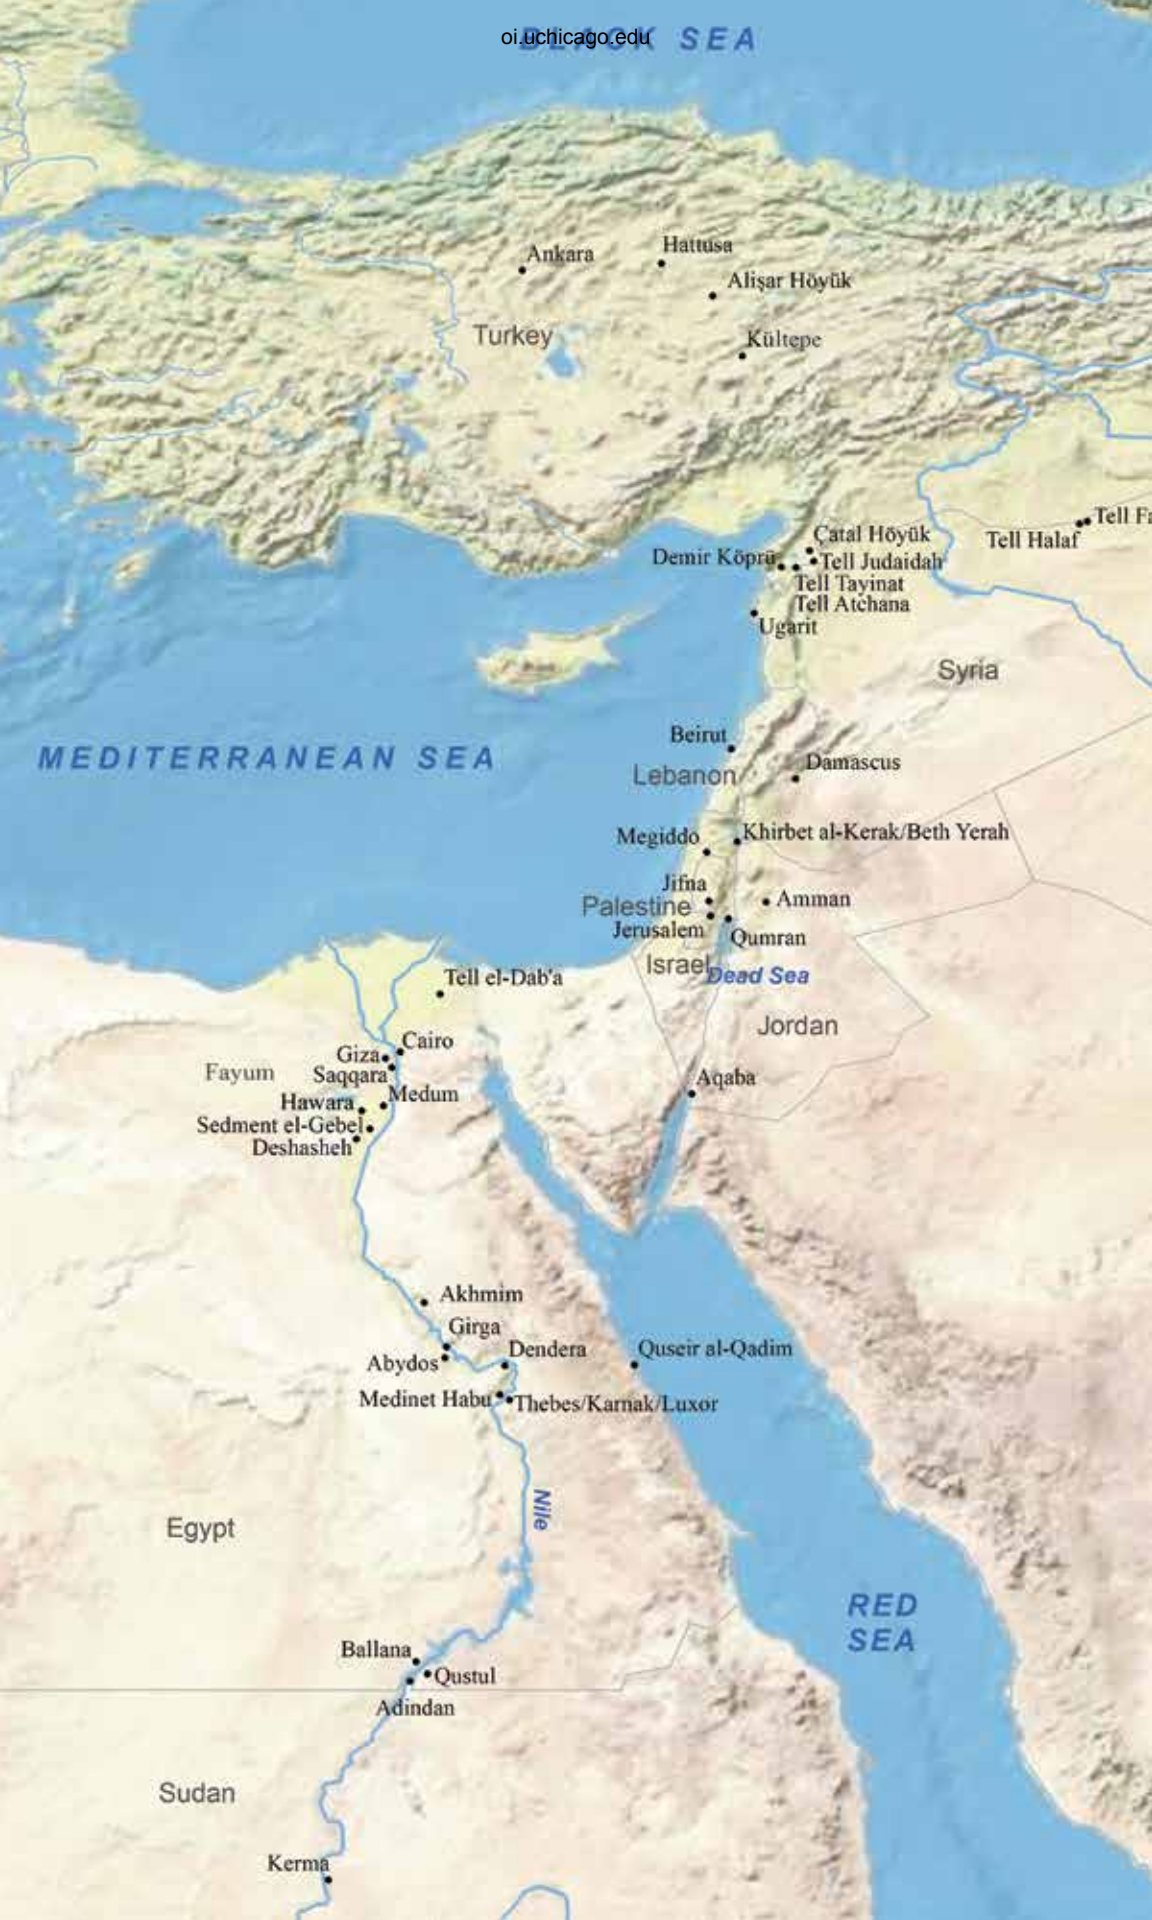 oi.uchicago.edu
BLACK SEA
Hattusa
Ankara
Alişar Höyük
Turkey
Kültepe
Tell Fa
Çatal Höyük
Tell Halaf
Demir Köprü
Tell Judaidah
Tell Tayinat
Tell Atchana
Ugarit
Syria
Beirut
MEDITERRANEAN SEA
Damascus
Lebanon
Khirbet al-Kerak/Beth Yerah
Megiddo
Jifna
Amman
Palestine
Jerusalem
Qumran
Israel
Dead Sea
Tell el-Dab'a
Jordan
Cairo
Giza
Fayum
Saqqara
Aqaba
Medum
Hawara
Sedment el-Gebel
Deshasheh
Akhmim
Girga
Dendera
Quseir al-Qadim
Abydos
Medinet Habu
Thebes/Karnak/Luxor
Nile
Egypt
RED
SEA
Ballana
Qustul
Adindan
Sudan
Kerma